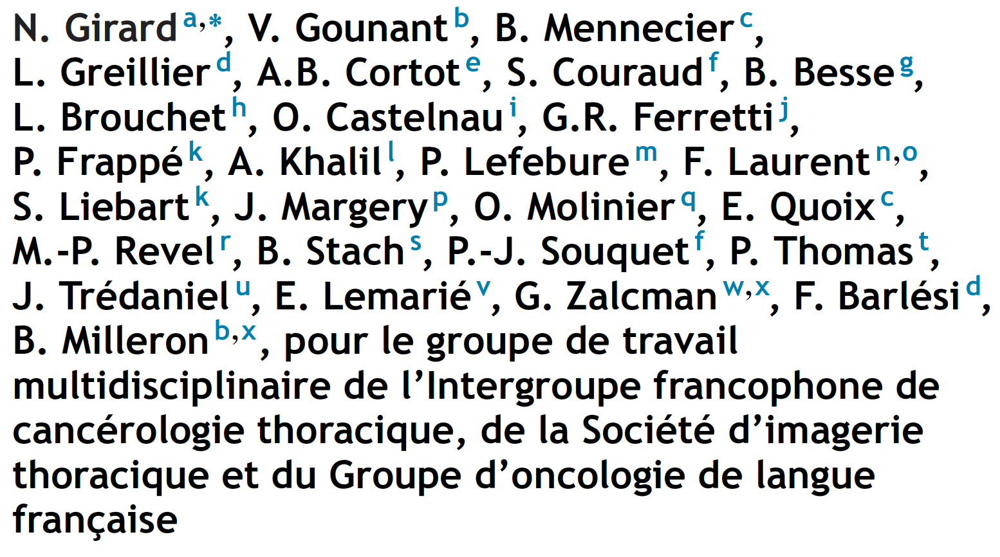 N. Girard a,*, V. Gounant b, B. Mennecier c,
L. Greillier d, A.B. Cortot e, S. Couraud f, B. Besse g,
L. Brouchet h, O. Castelnau i, G.R. Ferretti j,
P. Frappé k, A. Khalil l, P. Lefebure m, F. Laurent n,o,
S. Liebart k, J. Margery p, O. Molinier q, E. Quoix c,
M.-P. Revel r, B. Stach s, P.-J. Souquet f, P. Thomas t,
J. Trédaniel u, E. Lemarié v, G. Zalcman w,x, F. Barlési d,
B. Milleron b,x, pour le groupe de travail
multidisciplinaire de l’Intergroupe francophone de
cancérologie thoracique, de la Société d’imagerie
thoracique et du Groupe d’oncologie de langue
française